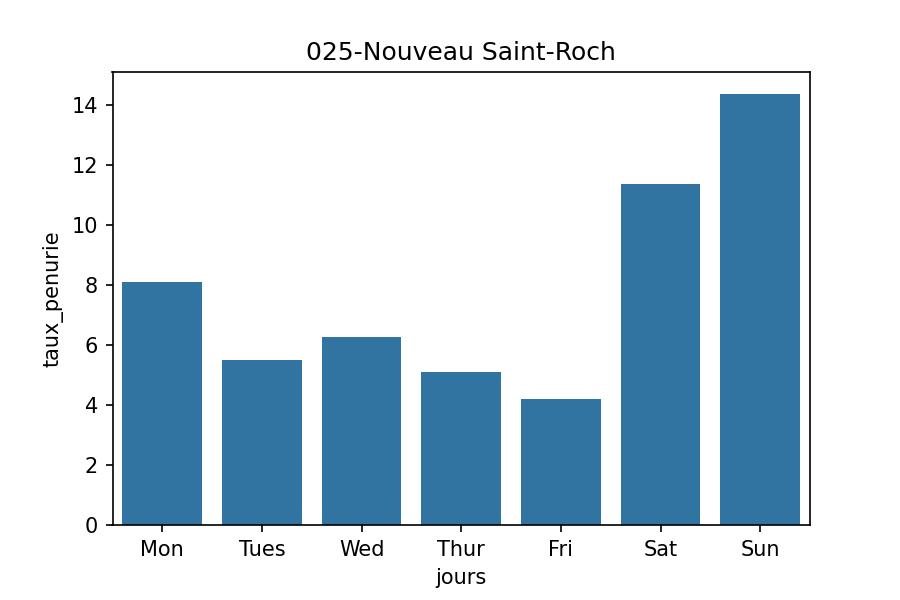 025-Nouveau Saint-Roch
14
12
10
8
6
4
2
0
taux_penurie
Mon Tues Wed Thur Fri Sat Sun
jours